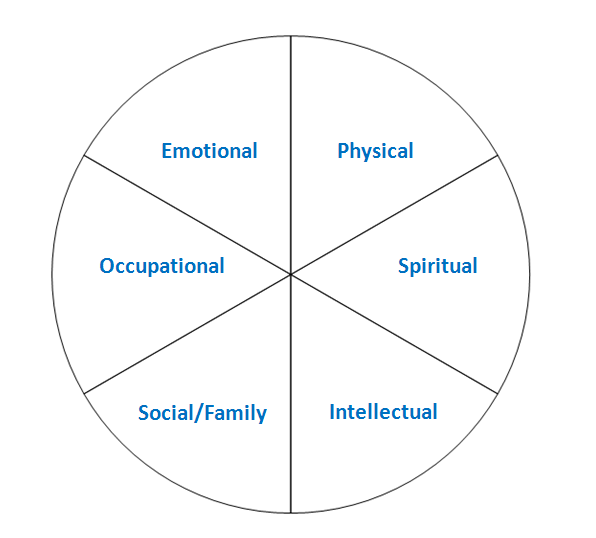 Emotional
Physical
Occupational
Spiritual
Social/Family
Intellectual